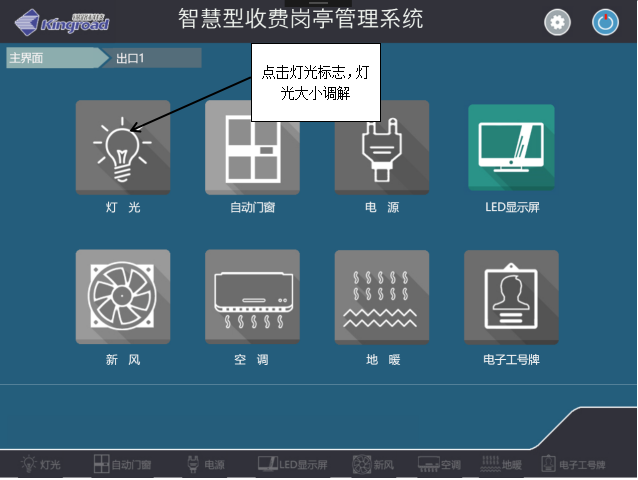 Kingroad
智慧型收费岗亭管理系统
主界面
出口1
点击灯光标志，灯
光大小调解
灯 光
自动门窗
电 源
LED显示屏
新 风
空 调
地 暖
电子工号牌
灯光
自动门窗
电源
LED显示屏
新风
空调
地暖
电子工号牌